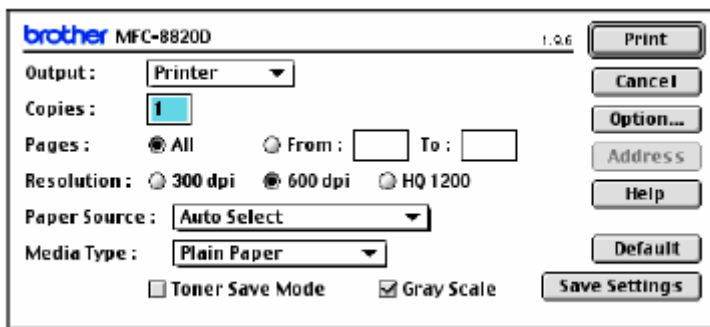 brother MFC-8820D 1.9.6 Print
Output : Printer Cancel
Copies : 1 Option...
Pages : All From : To : Address
Resolution : 300 dpi 600 dpi HQ 1200 Help
Paper Source : Auto Select
Media Type : Plain Paper Default
Toner Save Mode Gray Scale Save Settings